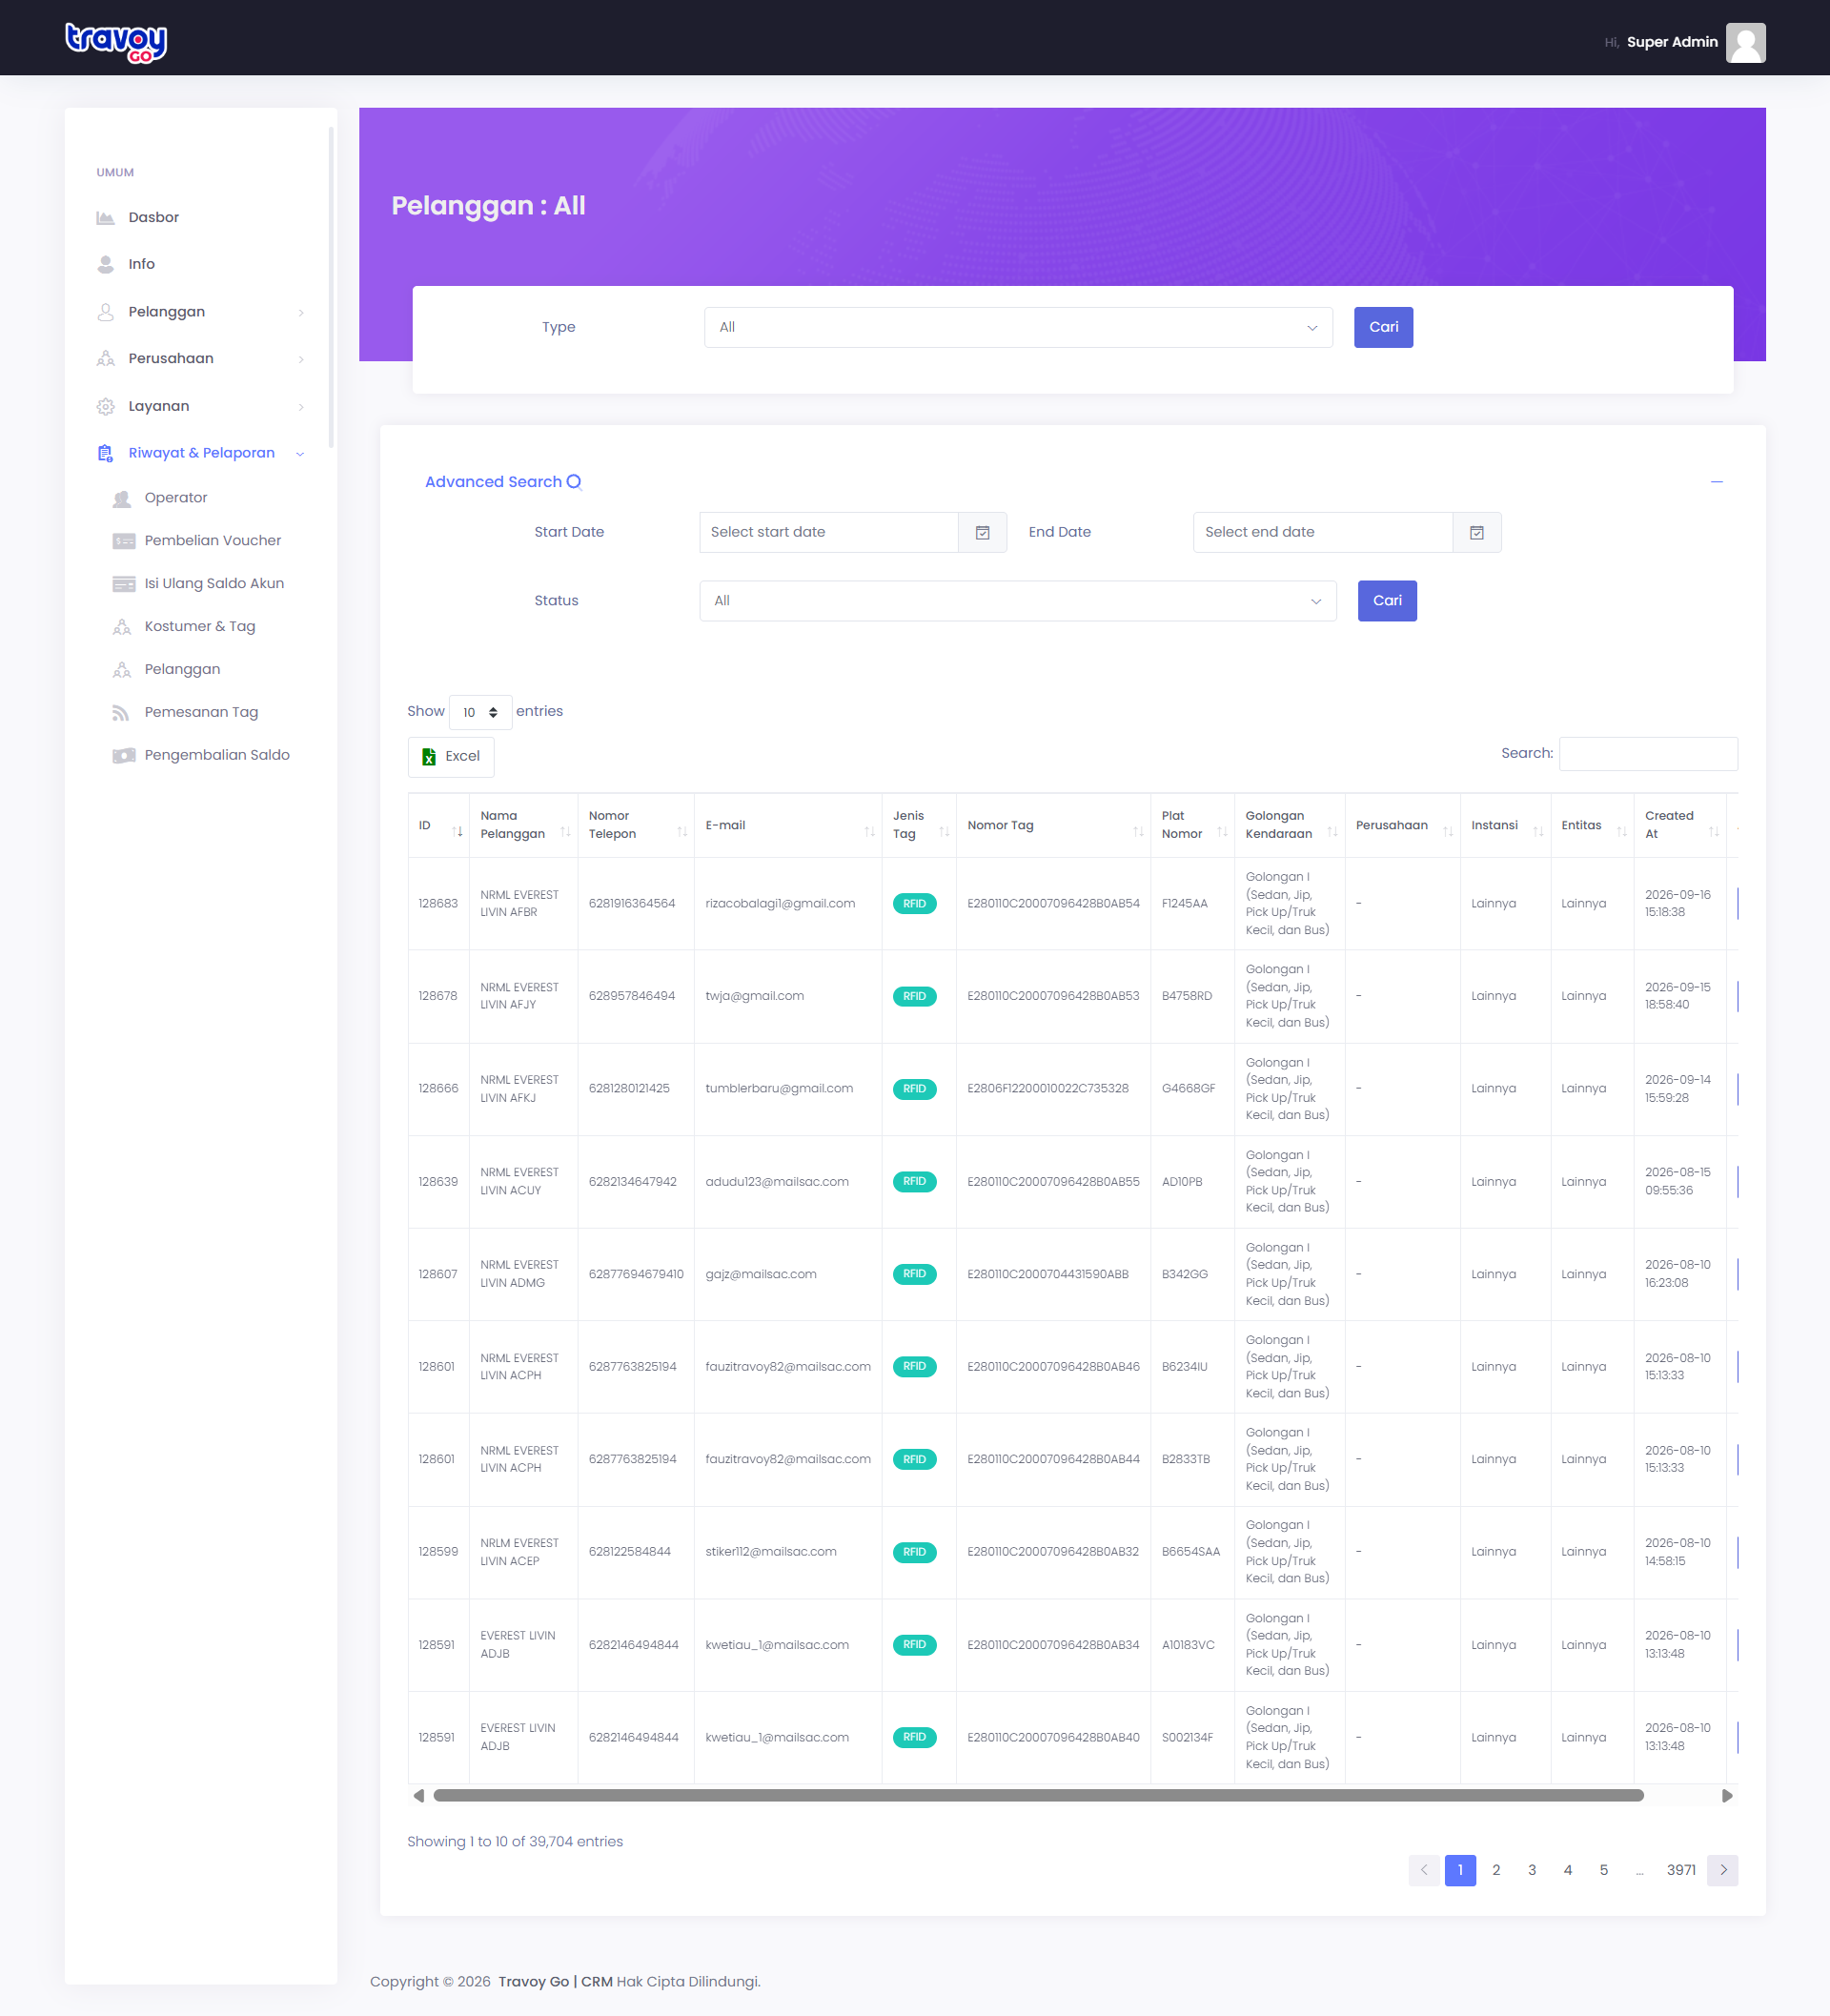 travoy GO
Hi, Super Admin
UMUM
Dasbor
Info
Pelanggan
Perusahaan
Layanan
Riwayat & Pelaporan
Operator
Pembelian Voucher
Isi Ulang Saldo Akun
Kostumer & Tag
Pelanggan
Pemesanan Tag
Pengembalian Saldo
Pelanggan : All
Type All Cari
Advanced Search
Start Date Select start date End Date Select end date
Status All Cari
Show 10 entries
Excel Search:
ID Nama Pelanggan Nomor Telepon E-mail Jenis Tag Nomor Tag Plat Nomor Golongan Kendaraan Perusahaan Instansi Entitas Created At
128683 NRML EVEREST LIVIN AFBR 6281916364564 rizacobalagi1@gmail.com RFID E280110C20007096428B0AB54 F1245AA Golongan I (Sedan, Jip, Pick Up/Truk Kecil, dan Bus) - Lainnya Lainnya 2026-09-16 15:18:38
128678 NRML EVEREST LIVIN AFJY 628957846494 twja@gmail.com RFID E280110C20007096428B0AB53 B4758RD Golongan I (Sedan, Jip, Pick Up/Truk Kecil, dan Bus) - Lainnya Lainnya 2026-09-15 18:58:40
128666 NRML EVEREST LIVIN AFKJ 6281280121425 tumblerbaru@gmail.com RFID E2806F12200010022C735328 G4668GF Golongan I (Sedan, Jip, Pick Up/Truk Kecil, dan Bus) - Lainnya Lainnya 2026-09-14 15:59:28
128639 NRML EVEREST LIVIN ACUY 6282134647942 adudu123@mailsac.com RFID E280110C20007096428B0AB55 AD10PB Golongan I (Sedan, Jip, Pick Up/Truk Kecil, dan Bus) - Lainnya Lainnya 2026-08-15 09:55:36
128607 NRML EVEREST LIVIN ADMG 62877694679410 gajz@mailsac.com RFID E280110C2000704431590ABB B342GG Golongan I (Sedan, Jip, Pick Up/Truk Kecil, dan Bus) - Lainnya Lainnya 2026-08-10 16:23:08
128601 NRML EVEREST LIVIN ACPH 6287763825194 fauzitravoy82@mailsac.com RFID E280110C20007096428B0AB46 B6234IU Golongan I (Sedan, Jip, Pick Up/Truk Kecil, dan Bus) - Lainnya Lainnya 2026-08-10 15:13:33
128601 NRML EVEREST LIVIN ACPH 6287763825194 fauzitravoy82@mailsac.com RFID E280110C20007096428B0AB44 B2833TB Golongan I (Sedan, Jip, Pick Up/Truk Kecil, dan Bus) - Lainnya Lainnya 2026-08-10 15:13:33
128599 NRLM EVEREST LIVIN ACEP 628122584844 stiker112@mailsac.com RFID E280110C20007096428B0AB32 B6654SAA Golongan I (Sedan, Jip, Pick Up/Truk Kecil, dan Bus) - Lainnya Lainnya 2026-08-10 14:58:15
128591 EVEREST LIVIN ADJB 6282146494844 kwetiau_1@mailsac.com RFID E280110C20007096428B0AB34 A10183VC Golongan I (Sedan, Jip, Pick Up/Truk Kecil, dan Bus) - Lainnya Lainnya 2026-08-10 13:13:48
128591 EVEREST LIVIN ADJB 6282146494844 kwetiau_1@mailsac.com RFID E280110C20007096428B0AB40 S002134F Golongan I (Sedan, Jip, Pick Up/Truk Kecil, dan Bus) - Lainnya Lainnya 2026-08-10 13:13:48
Showing 1 to 10 of 39,704 entries
1 2 3 4 5 ... 3971
Copyright © 2026 Travoy Go | CRM Hak Cipta Dilindungi.